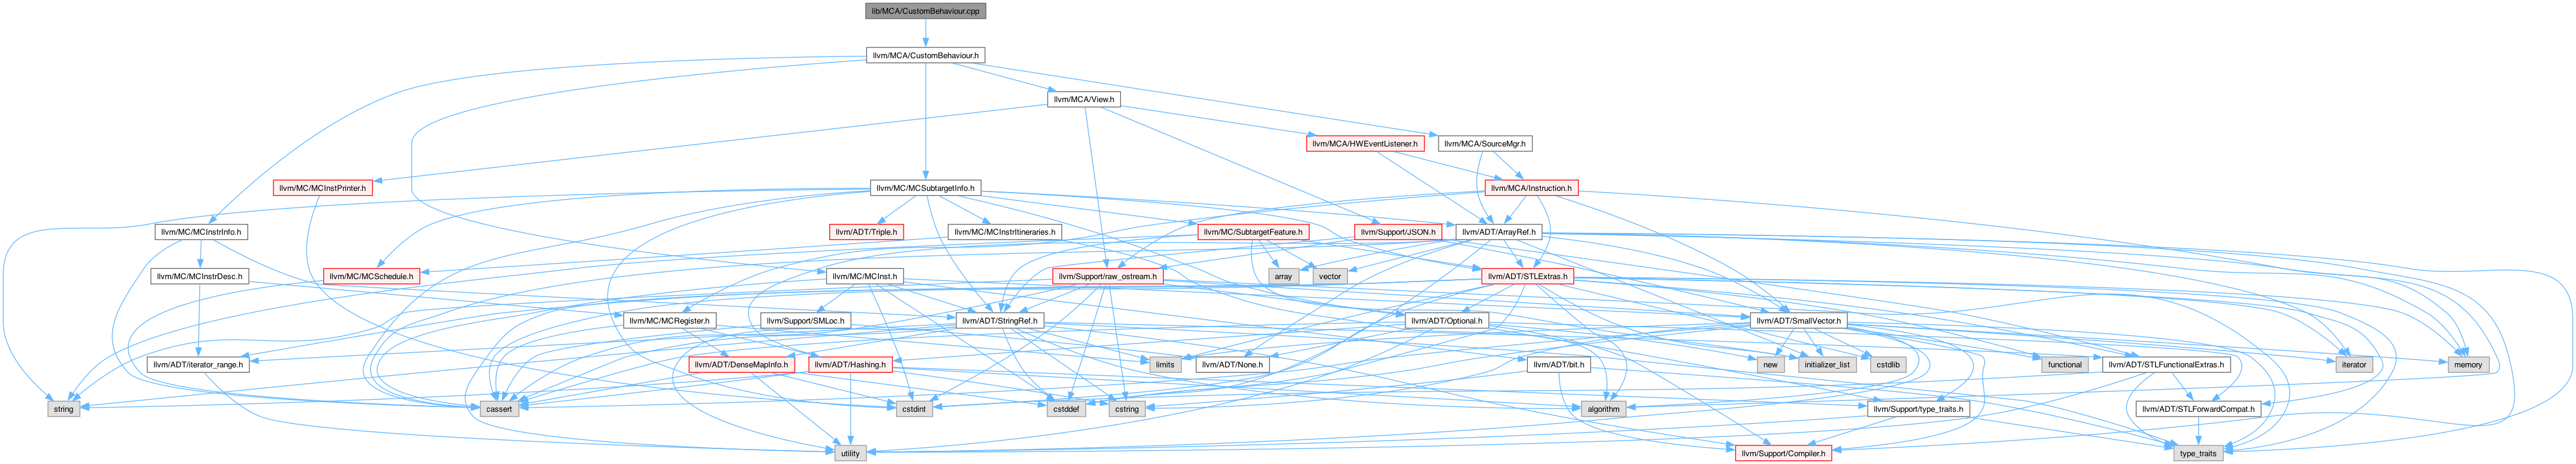 lib/MCA/CustomBehaviour.cpp
llvm/MCA/CustomBehaviour.h
llvm/MCA/View.h
llvm/MCA/HWEventListener.h
llvm/MCA/SourceMgr.h
llvm/MC/MCInstPrinter.h
llvm/MC/MCSubtargetInfo.h
llvm/MCA/Instruction.h
llvm/MC/MCInstrInfo.h
llvm/ADT/Triple.h
llvm/MC/MCInstrItineraries.h
llvm/MC/SubtargetFeature.h
llvm/Support/JSON.h
llvm/ADT/ArrayRef.h
llvm/MC/MCInstrDesc.h
llvm/MC/MCSchedule.h
llvm/MC/MCInst.h
llvm/Support/raw_ostream.h
array
vector
llvm/ADT/STLExtras.h
llvm/MC/MCRegister.h
llvm/Support/SMLoc.h
llvm/ADT/StringRef.h
llvm/ADT/Optional.h
llvm/ADT/SmallVector.h
llvm/ADT/iterator_range.h
llvm/ADT/DenseMapInfo.h
llvm/ADT/Hashing.h
limits
llvm/ADT/None.h
llvm/ADT/bit.h
new
initializer_list
cstdlib
functional
llvm/ADT/STLFunctionalExtras.h
iterator
memory
string
cassert
cstdint
cstddef
cstring
algorithm
llvm/Support/type_traits.h
llvm/ADT/STLForwardCompat.h
utility
llvm/Support/Compiler.h
type_traits